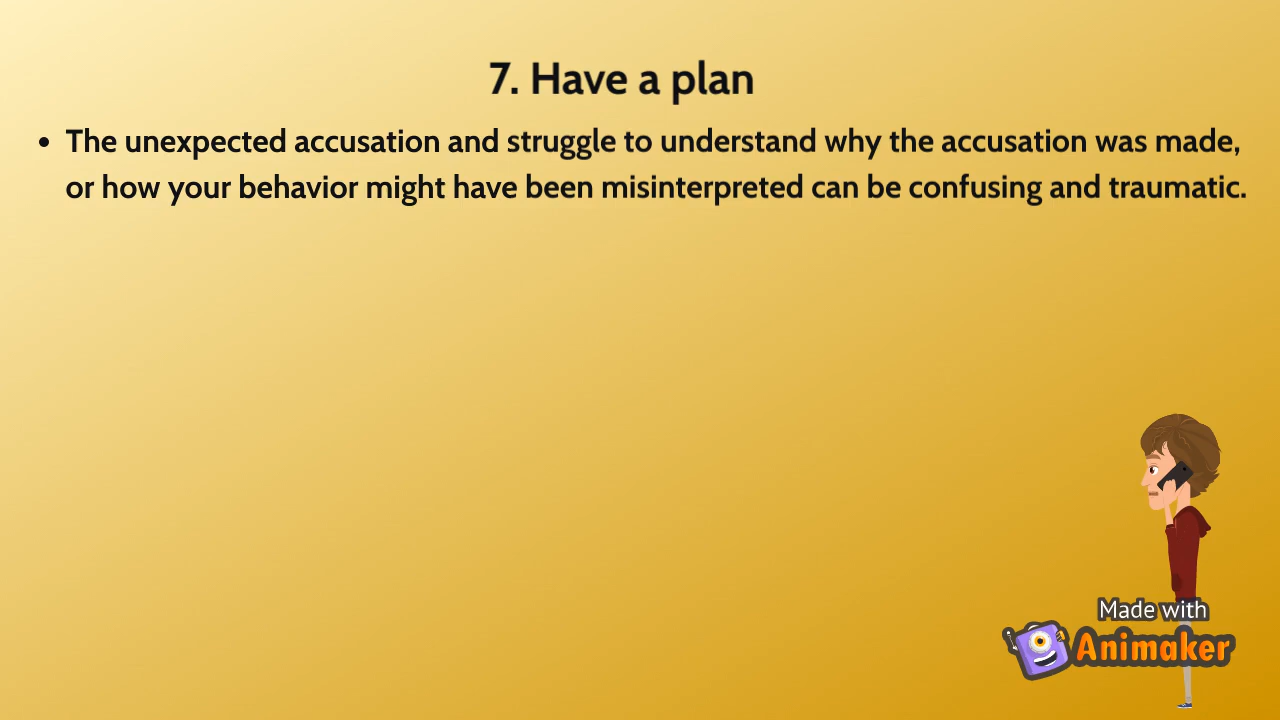 7. Have a plan
• The unexpected accusation and struggle to understand why the accusation was made,
or how your behavior might have been misinterpreted can be confusing and traumatic.
Made with
Animaker